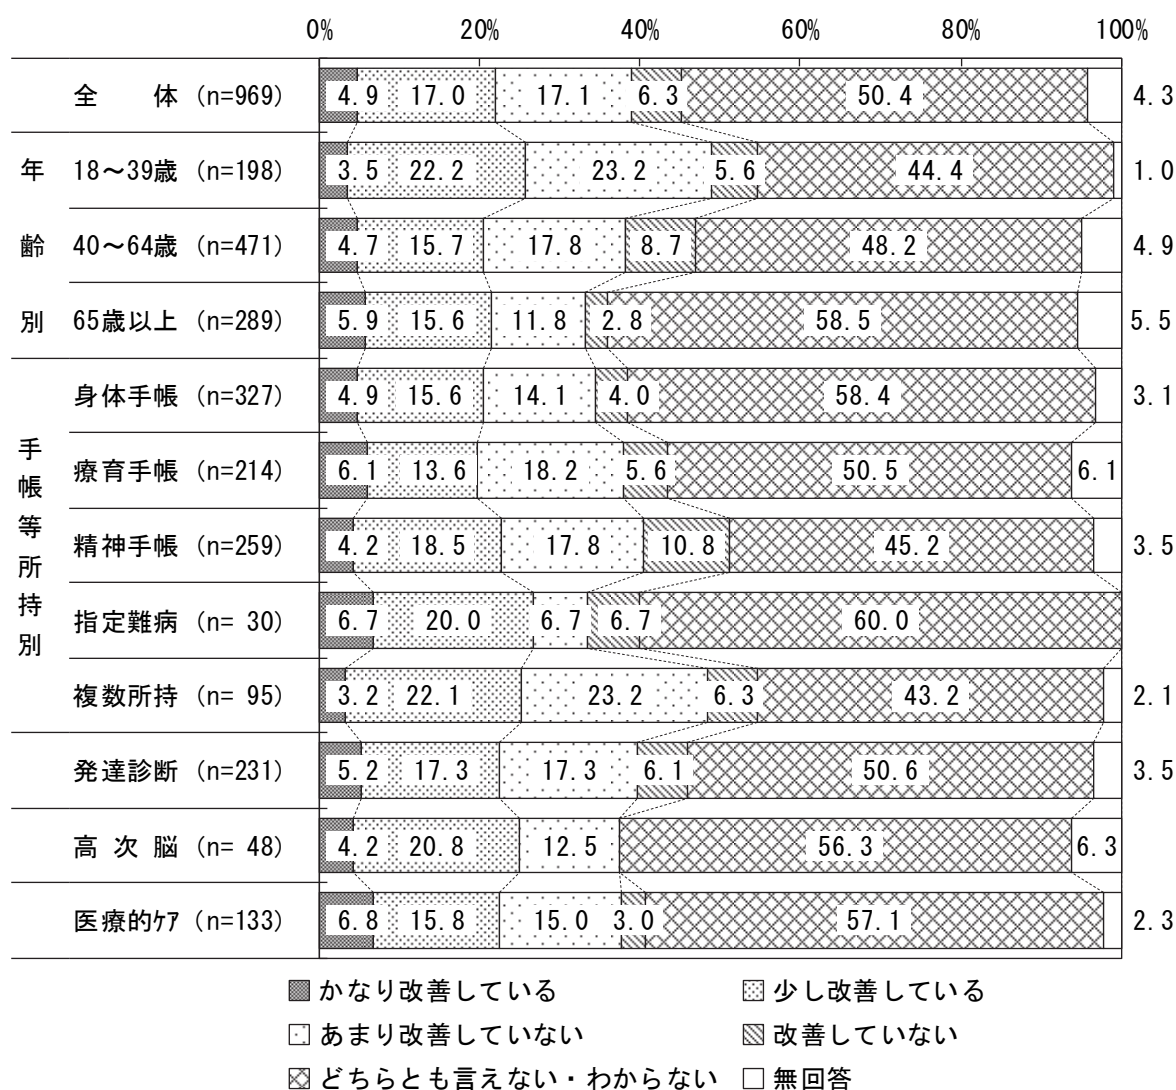 0% 20% 40% 60% 80% 100%
全　　体 (n=969) 4.9 17.0 17.1 6.3 50.4 4.3
年齢別
18～39歳 (n=198) 3.5 22.2 23.2 5.6 44.4 1.0
40～64歳 (n=471) 4.7 15.7 17.8 8.7 48.2 4.9
65歳以上 (n=289) 5.9 15.6 11.8 2.8 58.5 5.5
手帳等所持別
身体手帳 (n=327) 4.9 15.6 14.1 4.0 58.4 3.1
療育手帳 (n=214) 6.1 13.6 18.2 5.6 50.5 6.1
精神手帳 (n=259) 4.2 18.5 17.8 10.8 45.2 3.5
指定難病 (n= 30) 6.7 20.0 6.7 6.7 60.0
複数所持 (n= 95) 3.2 22.1 23.2 6.3 43.2 2.1
発達診断 (n=231) 5.2 17.3 17.3 6.1 50.6 3.5
高 次 脳 (n= 48) 4.2 20.8 12.5 56.3 6.3
医療的ｹｱ (n=133) 6.8 15.8 15.0 3.0 57.1 2.3
かなり改善している 少し改善している
あまり改善していない 改善していない
どちらとも言えない・わからない 無回答